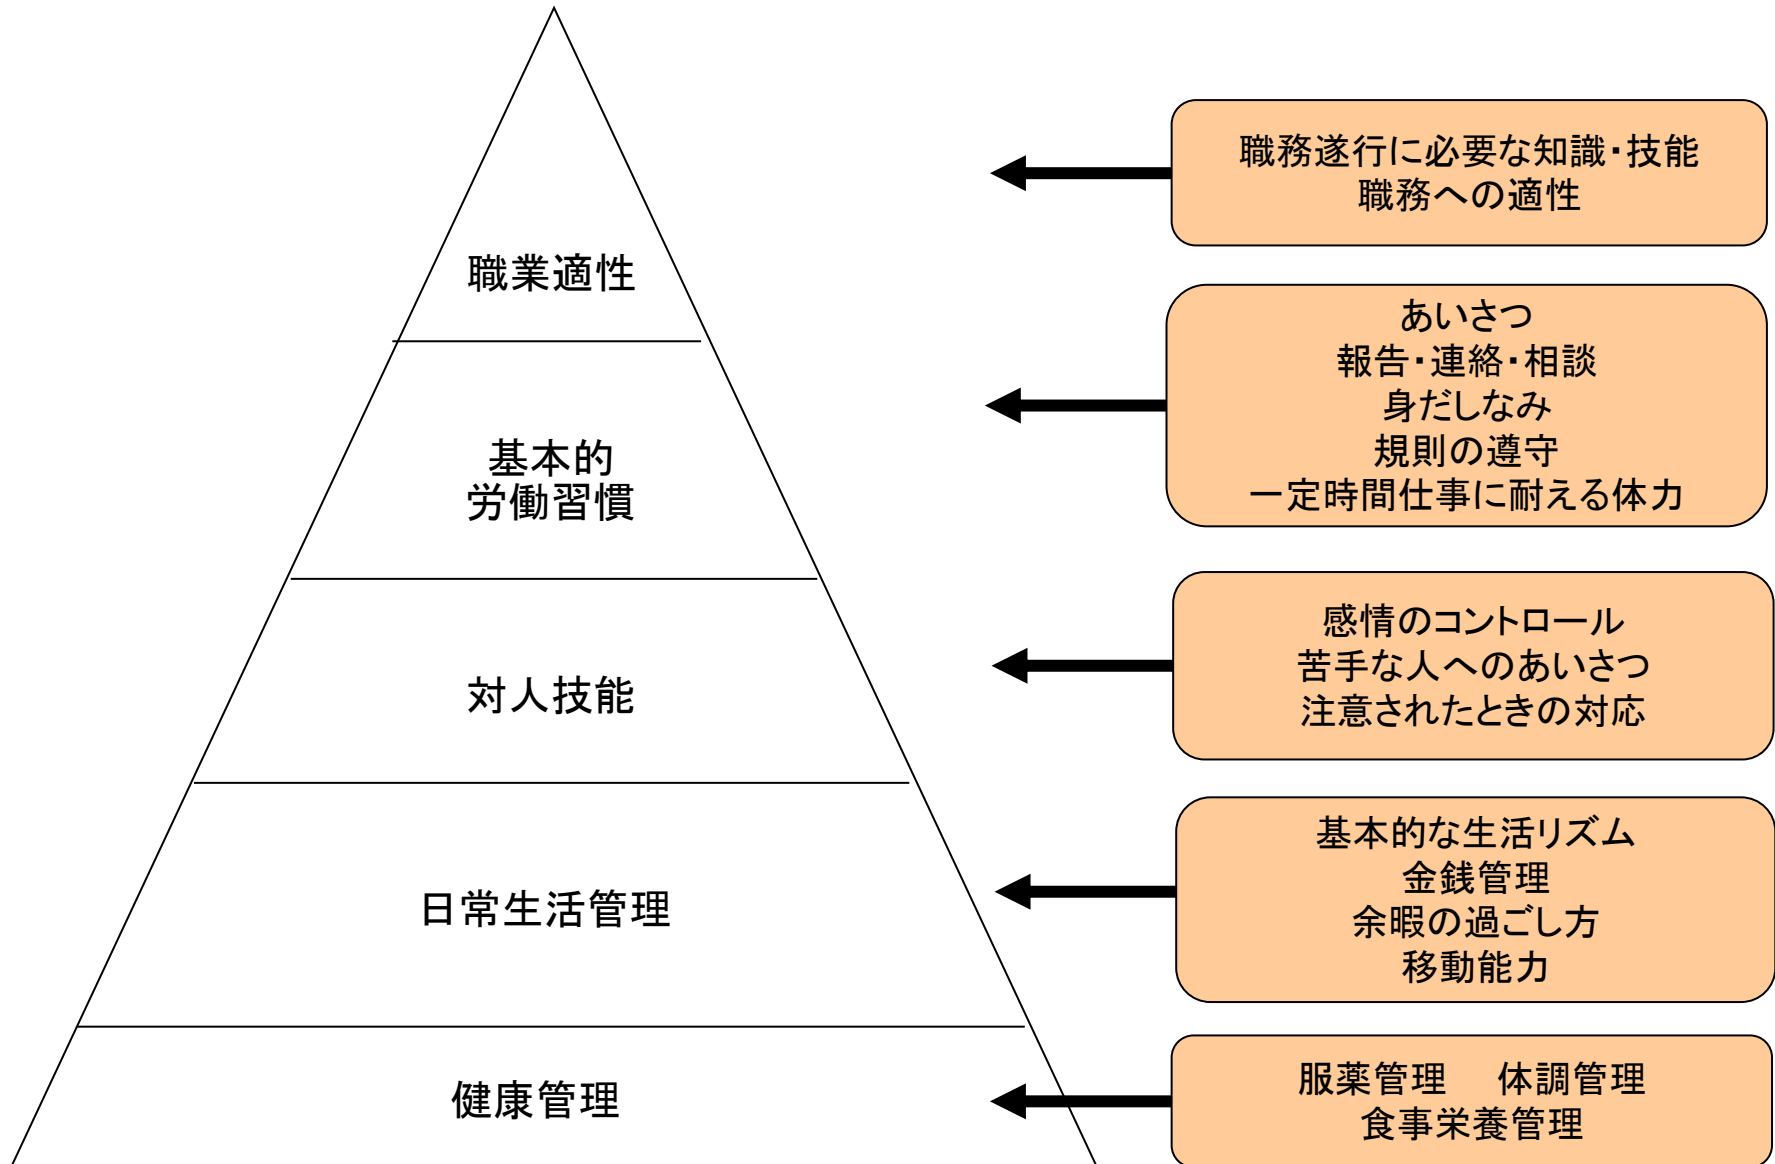 職業適性
職務遂行に必要な知識・技能
職務への適性
基本的
労働習慣
あいさつ
報告・連絡・相談
身だしなみ
規則の遵守
一定時間仕事に耐える体力
対人技能
感情のコントロール
苦手な人へのあいさつ
注意されたときの対応
日常生活管理
基本的な生活リズム
金銭管理
余暇の過ごし方
移動能力
健康管理
服薬管理　体調管理
食事栄養管理